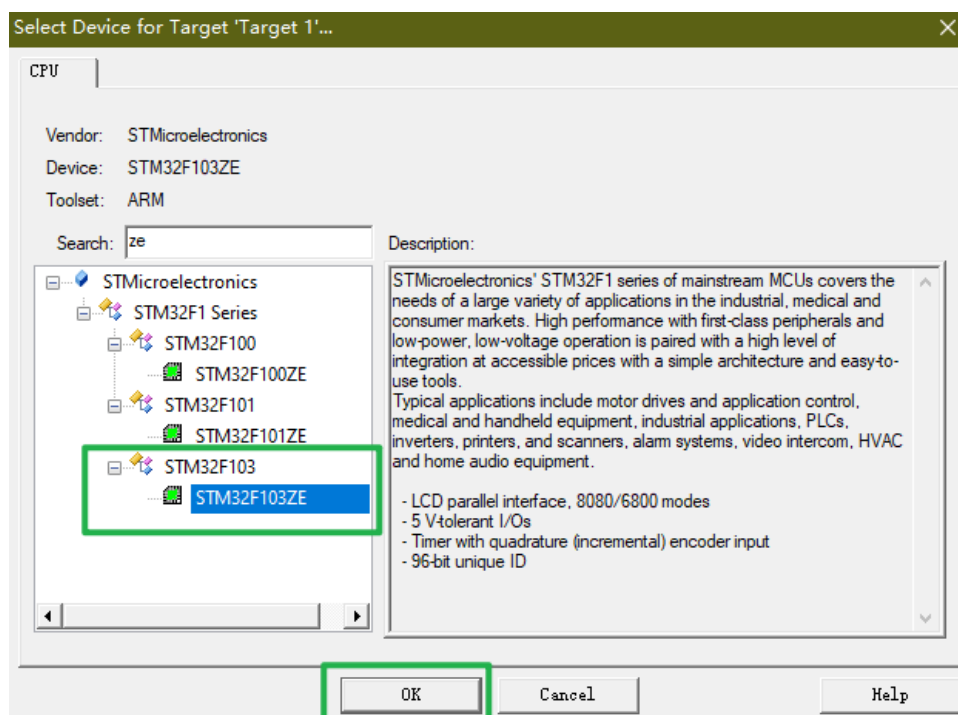 Select Device for Target 'Target 1'...
CPU
Vendor: STMicroelectronics
Device: STM32F103ZE
Toolset: ARM
Search: ze
Description:
STMicroelectronics
STM32F1 Series
STM32F100
STM32F100ZE
STM32F101
STM32F101ZE
STM32F103
STM32F103ZE
STMicroelectronics' STM32F1 series of mainstream MCUs covers the
needs of a large variety of applications in the industrial, medical and
consumer markets. High performance with first-class peripherals and
low-power, low-voltage operation is paired with a high level of
integration at accessible prices with a simple architecture and easy-to-
use tools.
Typical applications include motor drives and application control,
medical and handheld equipment, industrial applications, PLCs,
inverters, printers, and scanners, alarm systems, video intercom, HVAC
and home audio equipment.
- LCD parallel interface, 8080/6800 modes
- 5 V-tolerant I/Os
- Timer with quadrature (incremental) encoder input
- 96-bit unique ID
OK
Cancel
Help